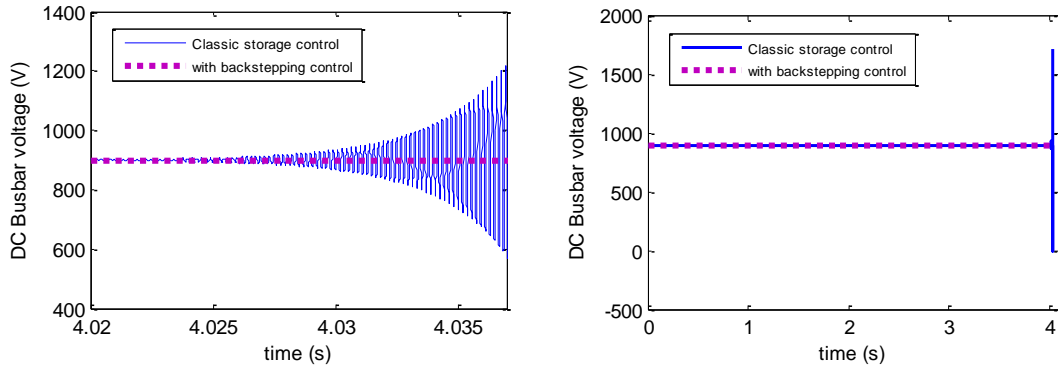 1400
1200
1000
800
600
400
DC Busbar voltage (V)
Classic storage control
with backstepping control
4.02
4.025
4.03
4.035
time (s)
2000
1500
1000
500
0
-500
DC Busbar voltage (V)
Classic storage control
with backstepping control
0
1
2
3
4
time (s)